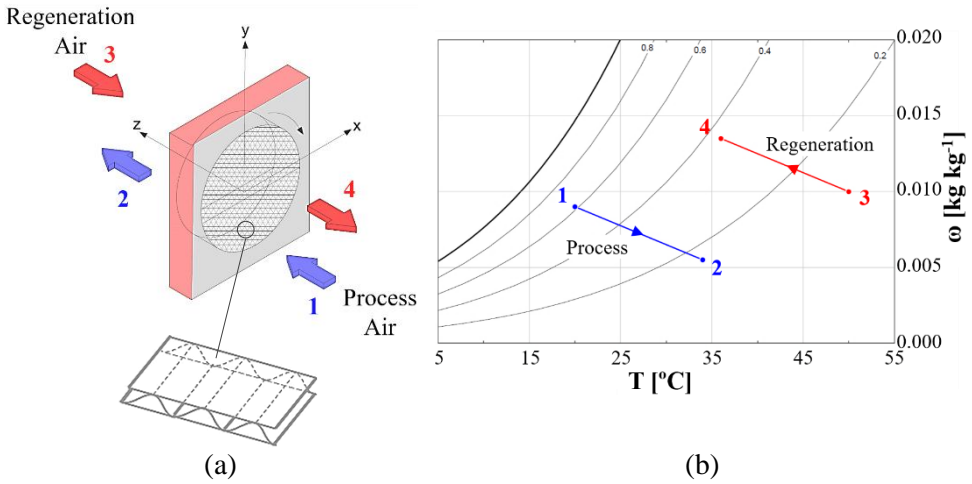 Regeneration
Air
3
y
z
x
2
4
1
Process
Air
(a)
0.8
0.6
0.4
0.2
0.020
0.015
0.010
0.005
0.000
ω [kg kg-1]
4
Regeneration
3
1
Process
2
5
15
25
35
45
55
T [ºC]
(b)